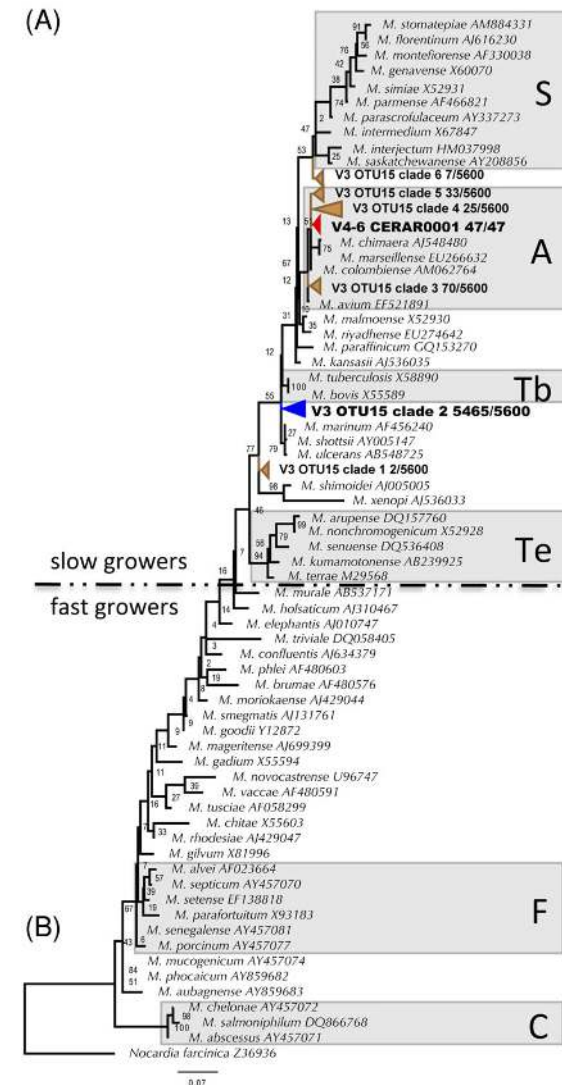 (A)
91
M. stomatepiae AM884331
96
M. florentinum AJ616230
76
M. montefiorense AF330038
42
M. genavense X60070
38
M. simiae X52931
S
74
M. parmense AF466821
2
M. parascrofulaceum AY337273
47
M. intermedium X67847
53
M. interjectum HM037998
25
M. saskatchewanense AY208856
V3 OTU15 clade 6 7/5600
V3 OTU15 clade 5 33/5600
V3 OTU15 clade 4 25/5600
13
5
V4-6 CERAR0001 47/47
75
M. chimaera AJ548480
A
M. marseillense EU266632
67
M. colombiense AM062764
12
V3 OTU15 clade 3 70/5600
M. avium EF521891
31
M. malmoense X52930
35
M. riyadhense EU274642
M. paraffinicum GQ153270
12
M. kansasii AJ536035
M. tuberculosis X58890
100
Tb
M. bovis X55589
55
V3 OTU15 clade 2 5465/5600
M. marinum AF456240
27
M. shottsii AY005147
79
M. ulcerans AB548725
77
V3 OTU15 clade 1 2/5600
98
M. shimoidei AJ005005
M. xenopi AJ536033
46
M. arupense DQ157760
99
M. nonchromogenicum X52928
79
M. senuense DQ536408
Te
94
M. kumamotonense AB239925
7
slow growers
M. terrae M29568
16
fast growers
M. murale AB537171
14
M. holsaticum AJ310467
M. elephantis AJ010747
M. triviale DQ058405
3
M. confluentis AJ634379
2
M. phlei AF480603
19
M. brumae AF480576
8
4
M. moriokaense AF429044
M. smegmatis AJ131761
9
9
M. goodii Y12872
11
M. mageritense AJ699399
M. gadium X55594
11
M. novocastrense U96747
39
M. vaccae AF480591
27
16
M. tusciae AF058299
M. chitae X55603
7
33
M. rhodesiae AJ429047
M. gilvum X81996
7
M. alvei AF023664
57
M. septicum AY457070
39
M. setense EF138818
F
67
19
M. parafortuitum X93183
(B)
M. senegalense AY457081
43
6
M. porcinum AY457077
M. mucogenicum AY457074
84
M. phocaicum AY859682
51
M. aubagnense AY859683
M. chelonae AY457072
98
M. salmoniphilum DQ866768
C
100
M. abscessus AY457071
Nocardia farcinica Z36936
0.07